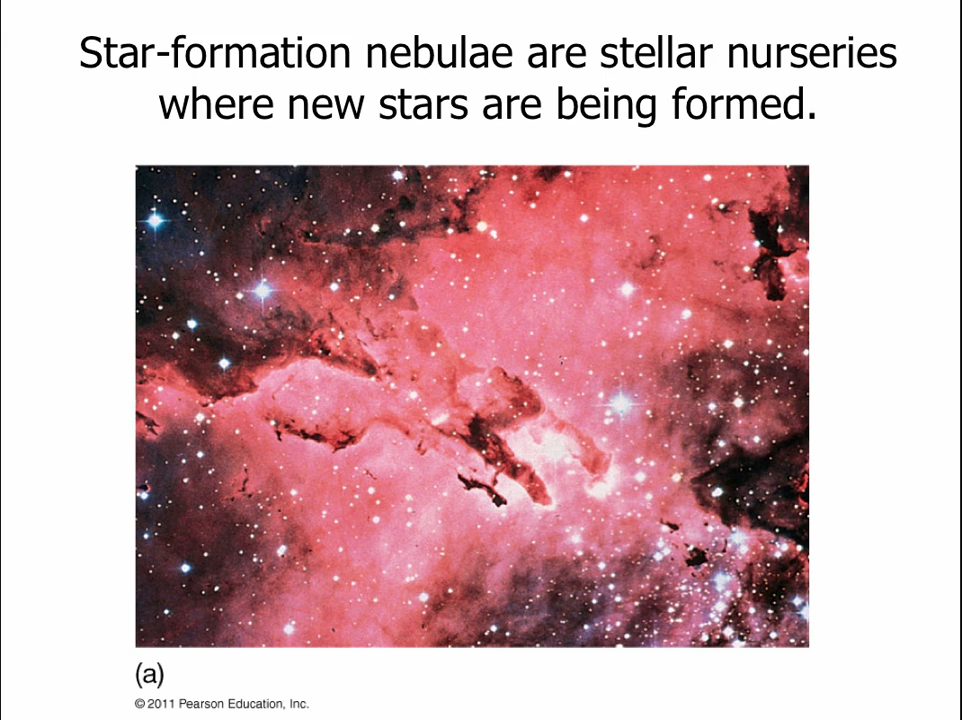 Star-formation nebulae are stellar nurseries
where new stars are being formed.
(a)
© 2011 Pearson Education, Inc.